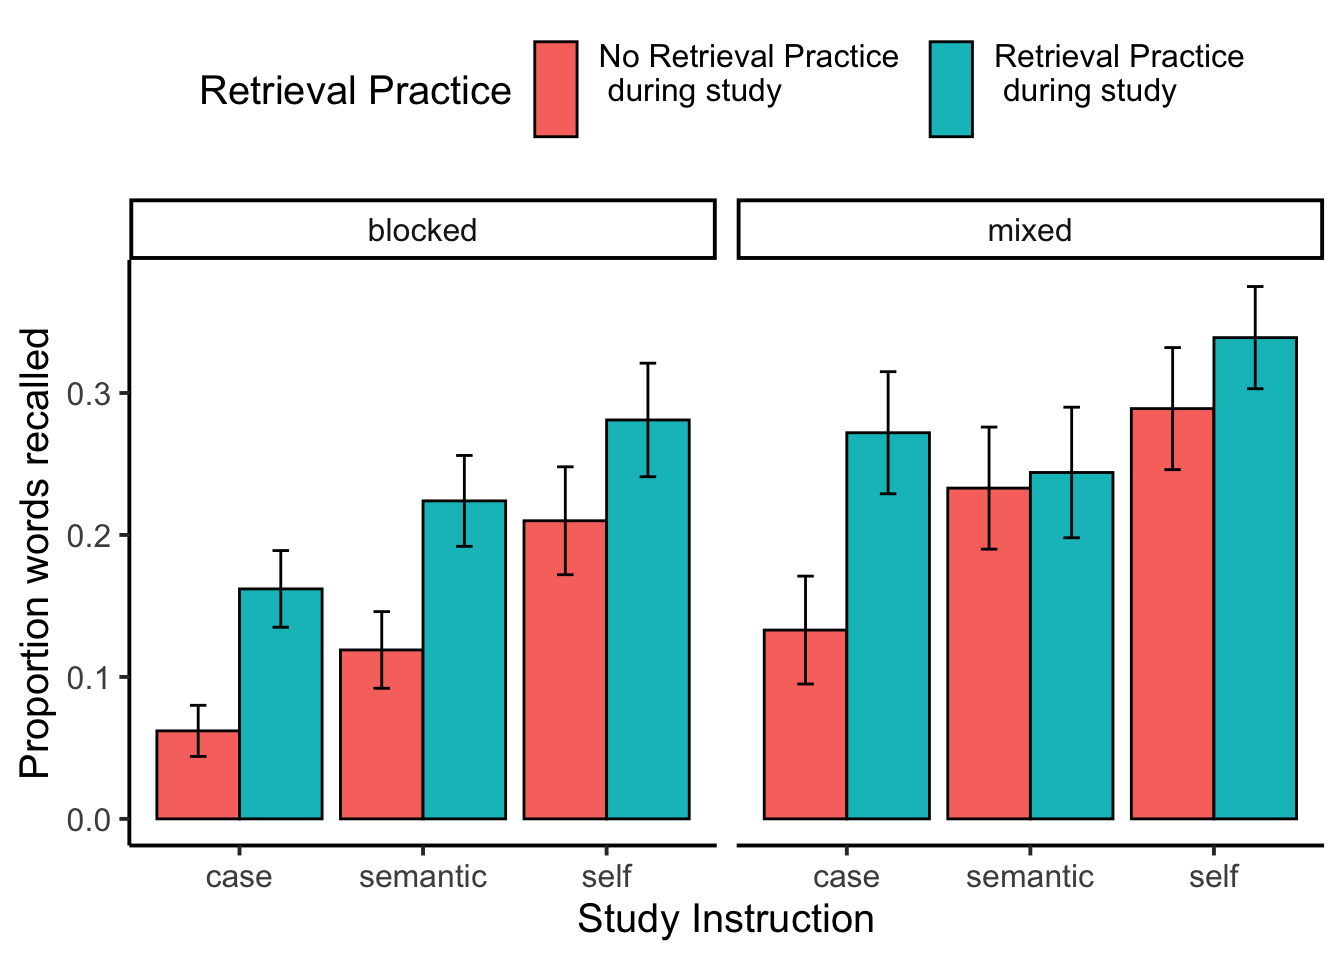 Retrieval Practice
No Retrieval Practice
during study
Retrieval Practice
during study
blocked
mixed
Proportion words recalled
0.3
0.2
0.1
0.0
case semantic self
case semantic self
Study Instruction